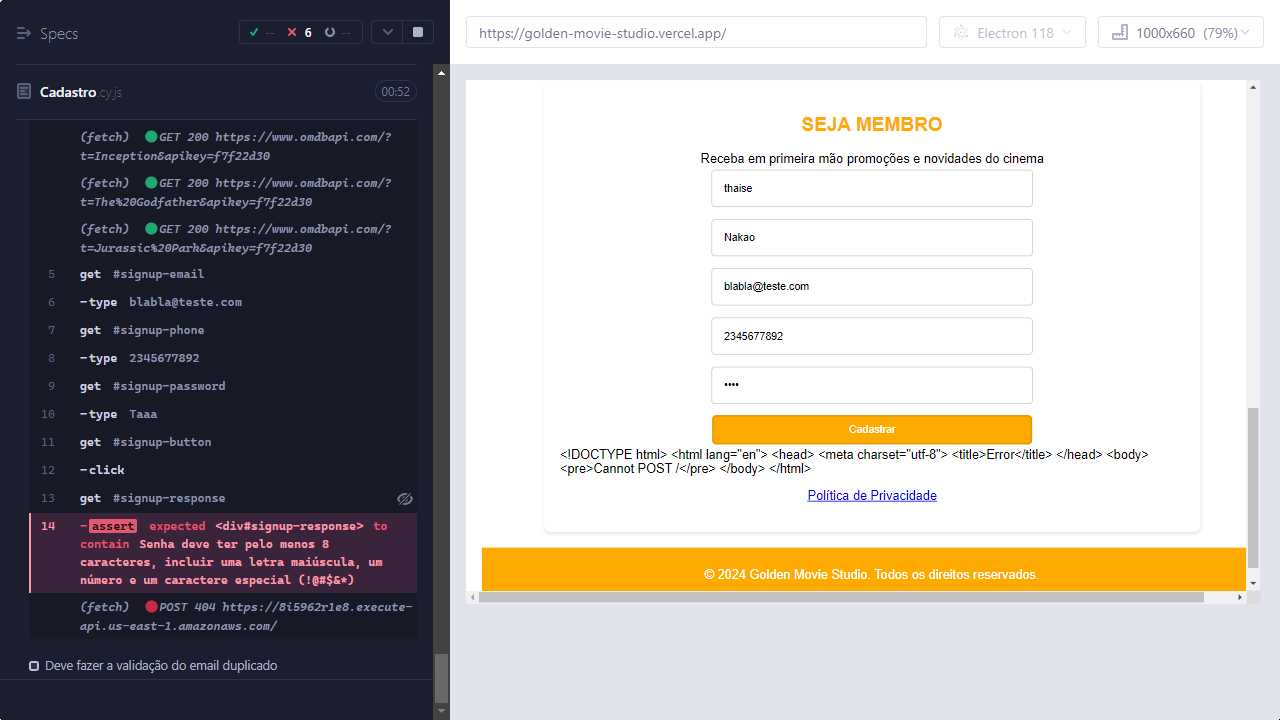 Specs
-- 6 --
Cadastro.cy.js
00:52
(fetch) GET 200 https://www.omdbapi.com/?
t=Inception&apikey=f7f22d30
(fetch) GET 200 https://www.omdbapi.com/?
t=The%20Godfather&apikey=f7f22d30
(fetch) GET 200 https://www.omdbapi.com/?
t=Jurassic%20Park&apikey=f7f22d30
5 get #signup-email
6 -type blabla@teste.com
7 get #signup-phone
8 -type 2345677892
9 get #signup-password
10 -type Taaa
11 get #signup-button
12 -click
13 get #signup-response
14 -assert expected <div#signup-response> to
contain Senha deve ter pelo menos 8
caracteres, incluir uma letra maiúscula, um
número e um caractere especial (!@#$&*)
(fetch) POST 404 https://8i5962r1e8.execute-
api.us-east-1.amazonaws.com/
Deve fazer a validação do email duplicado
https://golden-movie-studio.vercel.app/
Electron 118
1000x660 (79%)
SEJA MEMBRO
Receba em primeira mão promoções e novidades do cinema
thaise
Nakao
blabla@teste.com
2345677892
••••
Cadastrar
<!DOCTYPE html> <html lang="en"> <head> <meta charset="utf-8"> <title>Error</title> </head> <body>
<pre>Cannot POST /</pre> </body> </html>
Política de Privacidade
© 2024 Golden Movie Studio. Todos os direitos reservados.